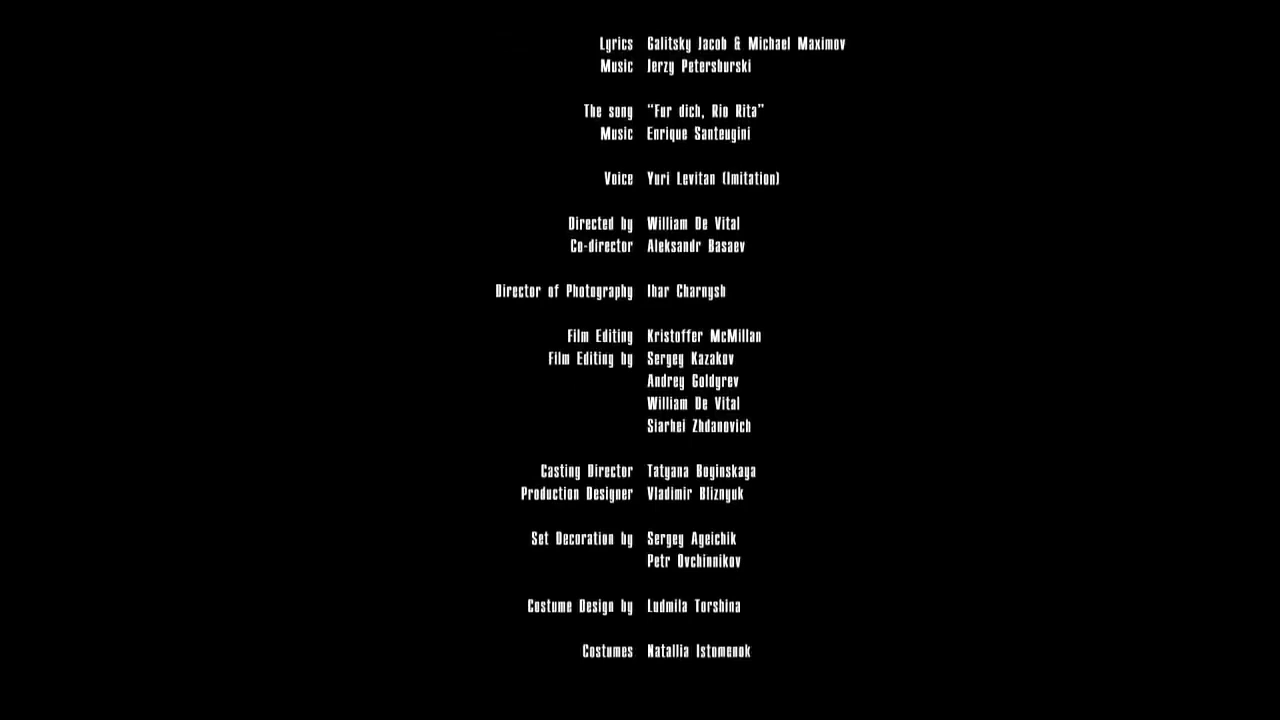 Lyrics Galitsky Jacob & Michael Maximov
Music Jerzy Petersburski
The song "Fur dich, Rio Rita"
Music Enrique Santeugini
Voice Yuri Levitan (Imitation)
Directed by William De Vital
Co-director Aleksandr Basaev
Director of Photography Ihar Charnysh
Film Editing Kristoffer McMillan
Film Editing by Sergey Kazakov
Andrey Goldyrev
William De Vital
Siarhei Zhdanovich
Casting Director Tatyana Boginskaya
Production Designer Vladimir Bliznyuk
Set Decoration by Sergey Ageichik
Petr Ovchinnikov
Costume Design by Ludmila Torshina
Costumes Natallia Istomenok